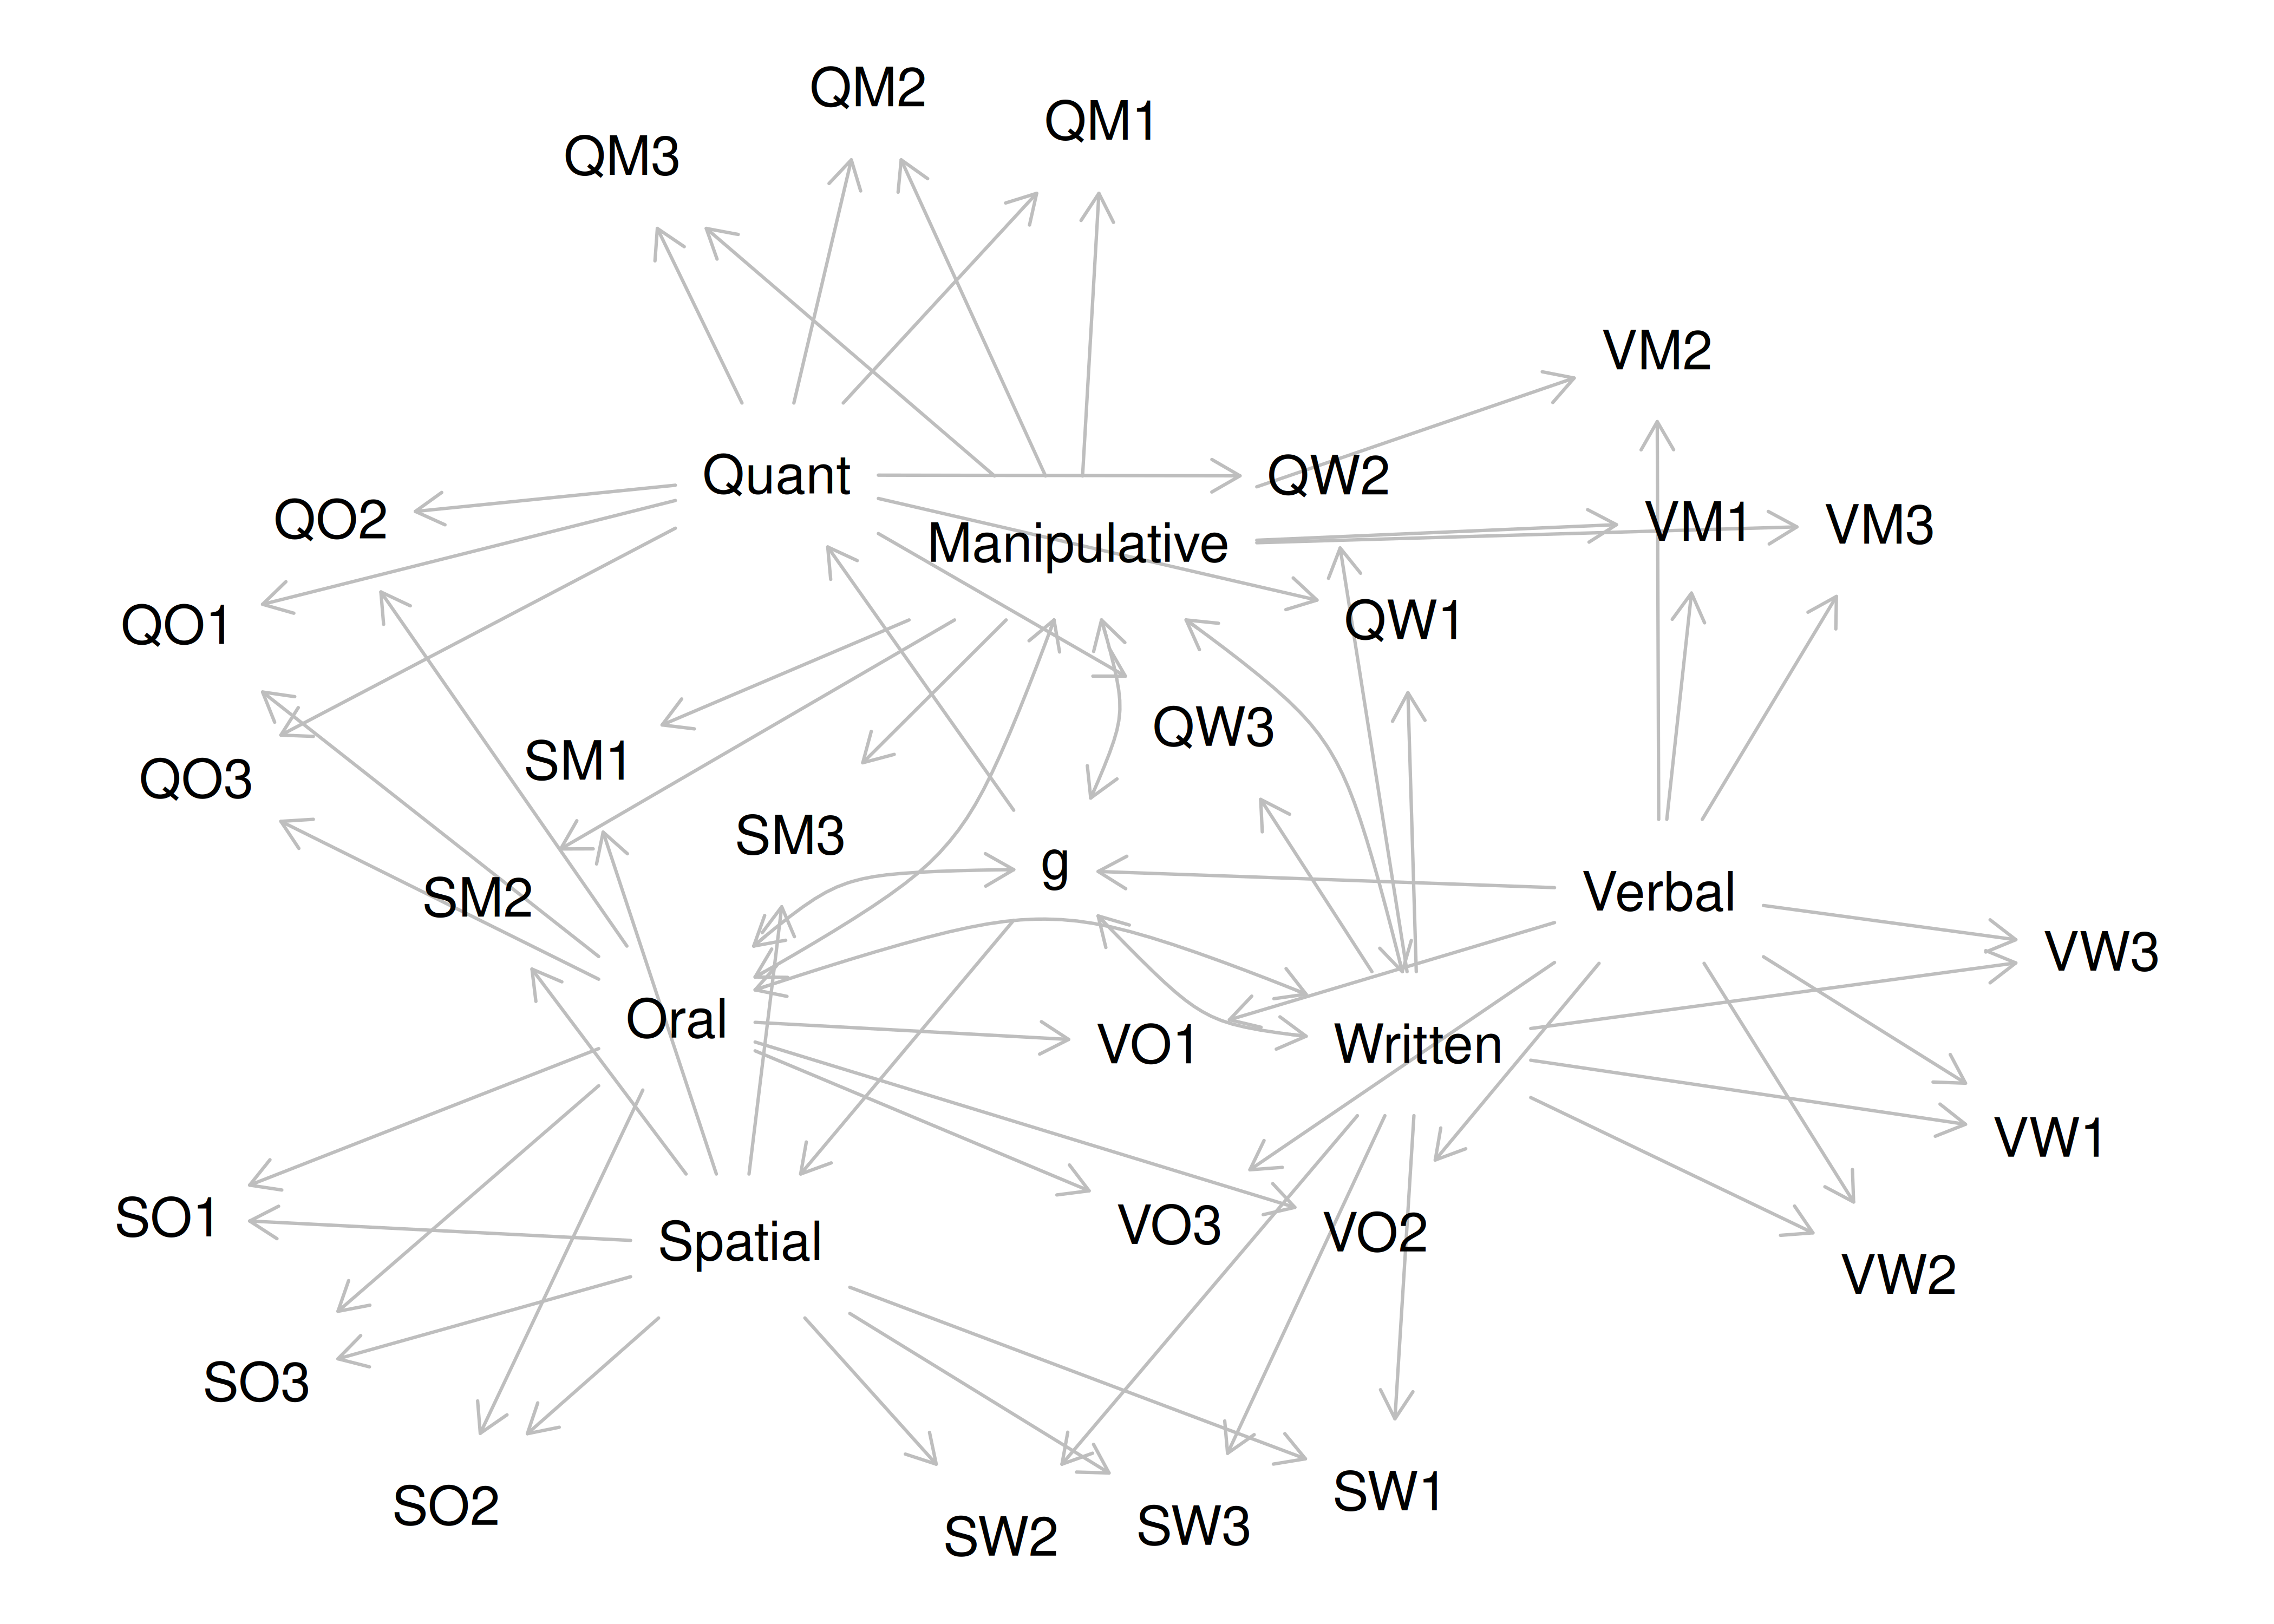 QM2
QM1
QM3
VM2
Quant
QW2
QO2
VM1
VM3
Manipulative
QO1
QW1
QW3
SM1
QO3
SM3
g
Verbal
SM2
VW3
Oral
VO1
Written
VW1
SO1
VO3
VO2
Spatial
VW2
SO3
SW1
SO2
SW3
SW2